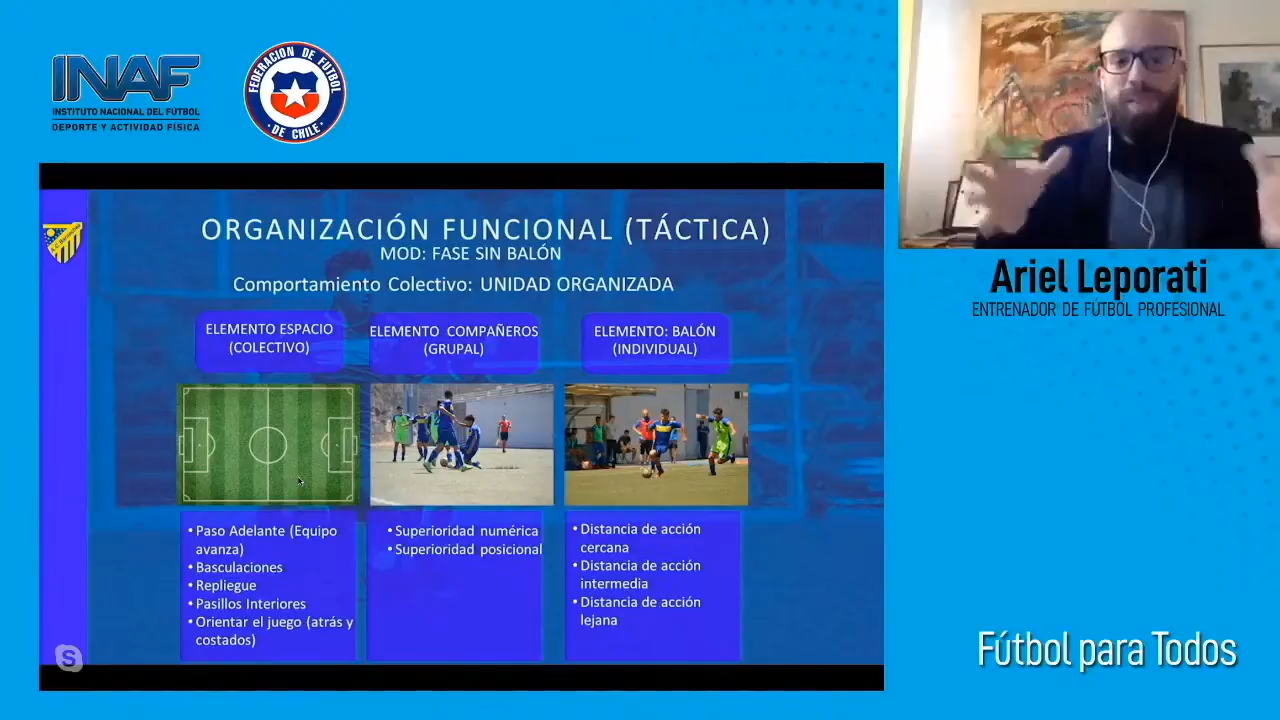 INAF
INSTITUTO NACIONAL DEL FÚTBOL
DEPORTE Y ACTIVIDAD FÍSICA
FEDERACION DE FUTBOL
DE CHILE
ORGANIZACIÓN FUNCIONAL (TÁCTICA)
MOD: FASE SIN BALÓN
Comportamiento Colectivo: UNIDAD ORGANIZADA
ELEMENTO ESPACIO
(COLECTIVO)
ELEMENTO COMPAÑEROS
(GRUPAL)
ELEMENTO: BALÓN
(INDIVIDUAL)
• Paso Adelante (Equipo
avanza)
• Basculaciones
• Repliegue
• Pasillos Interiores
• Orientar el juego (atrás y
costados)
• Superioridad numérica
• Superioridad posicional
• Distancia de acción
cercana
• Distancia de acción
intermedia
• Distancia de acción
lejana
Ariel Leporati
ENTRENADOR DE FÚTBOL PROFESIONAL
Fútbol para Todos